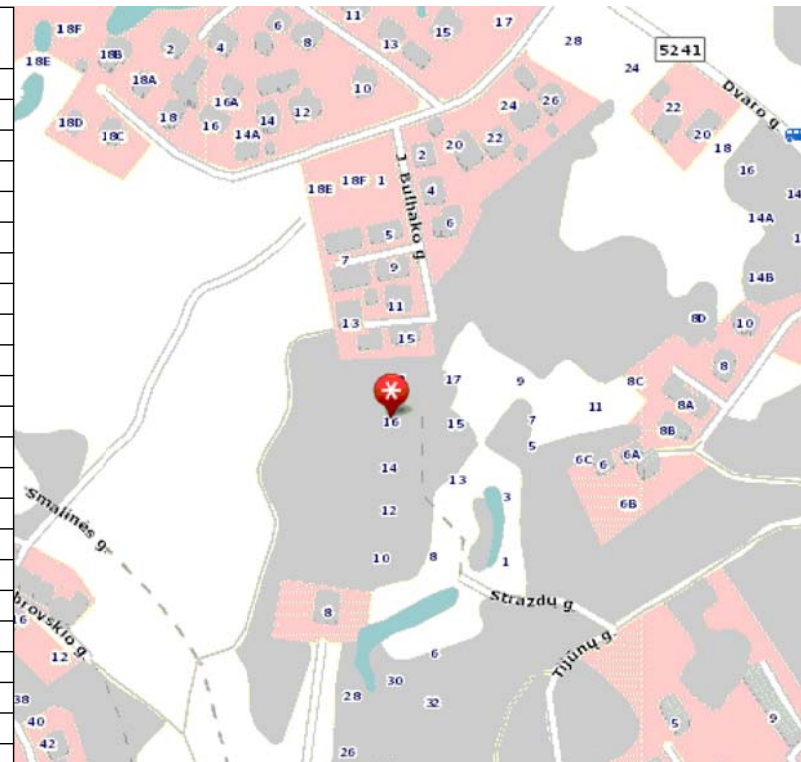 18F
6
11
15
17
28
18E
18B
2
4
8
13
5241
24
18A
10
Dvaro g.
16A
12
24
26
22
18D
18C
18
16
14
14A
20
22
20
18
2
16
18E
18F
1
4
14
J. Bulhako g.
6
14A
5
1
7
9
14B
11
13
15
8D
10
8
17
9
8C
8A
11
16
15
7
8B
5
6C
6
6A
14
13
3
6B
12
Smalinės g.
10
8
1
Strazdų g.
8
brovskio g.
16
12
Tijūnų g.
6
30
28
32
38
40
42
5
9
26